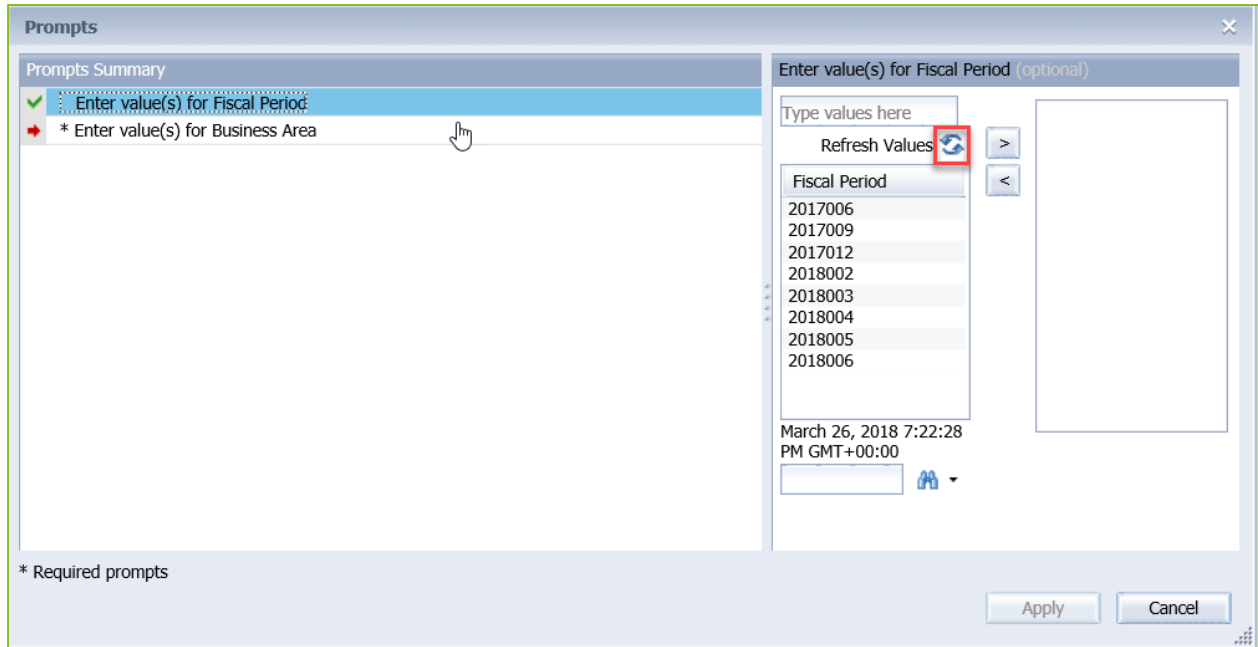 Prompts
Prompts Summary
Enter value(s) for Fiscal Period
* Enter value(s) for Business Area
Enter value(s) for Fiscal Period (optional)
Type values here
Refresh Values
>
<
Fiscal Period
2017006
2017009
2017012
2018002
2018003
2018004
2018005
2018006
March 26, 2018 7:22:28
PM GMT+00:00
* Required prompts
Apply
Cancel